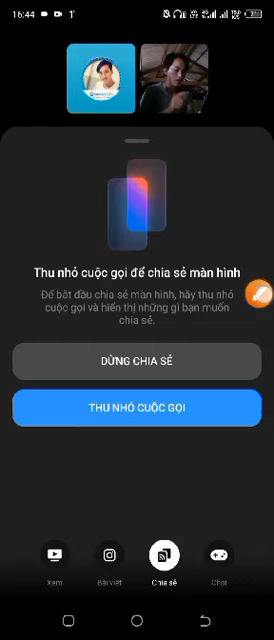 16:44
Thu nhỏ cuộc gọi để chia sẻ màn hình
Để bắt đầu chia sẻ màn hình, hãy thu nhỏ
cuộc gọi và hiển thị những gì bạn muốn
chia sẻ.
DỪNG CHIA SẺ
THU NHỎ CUỘC GỌI
Xem
Bài viết
Chia sẻ
Chơi